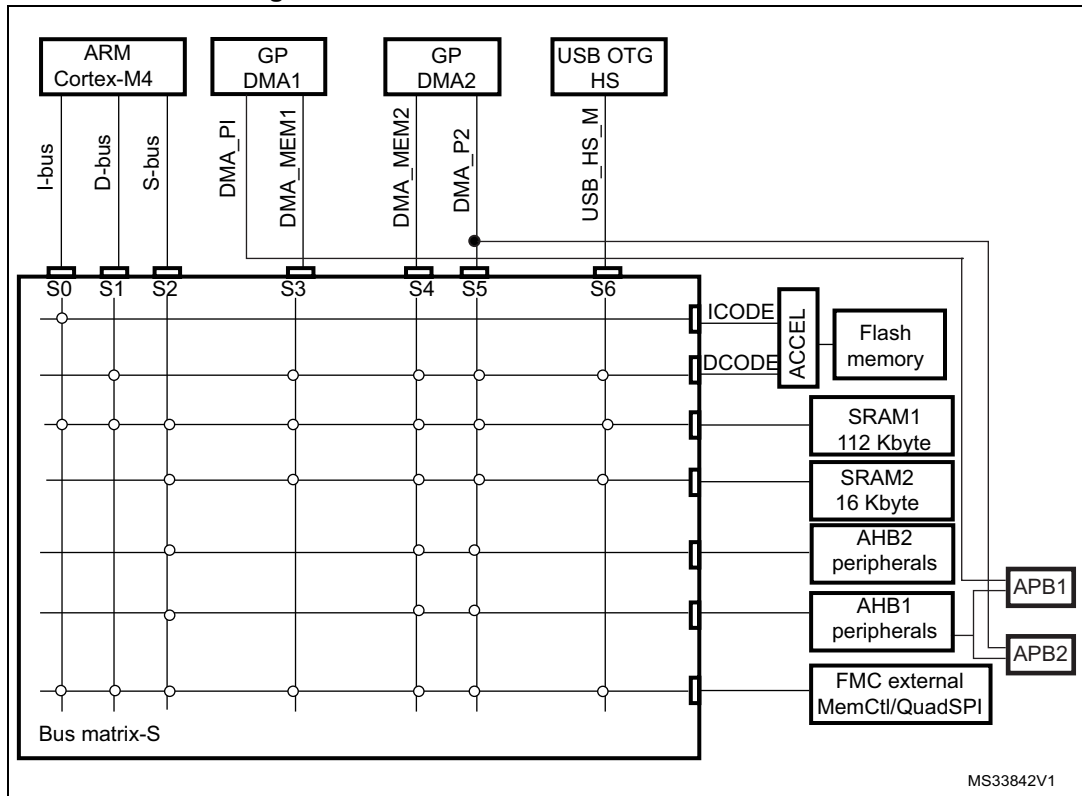 ARM
Cortex-M4
GP
DMA1
GP
DMA2
USB OTG
HS
I-bus
D-bus
S-bus
DMA_PI
DMA_MEM1
DMA_MEM2
DMA_P2
USB_HS_M
S0 S1 S2 S3 S4 S5 S6
ICODE
DCODE
ACCEL
Flash
memory
SRAM1
112 Kbyte
SRAM2
16 Kbyte
AHB2
peripherals
AHB1
peripherals
APB1
APB2
FMC external
MemCtl/QuadSPI
Bus matrix-S
MS33842V1